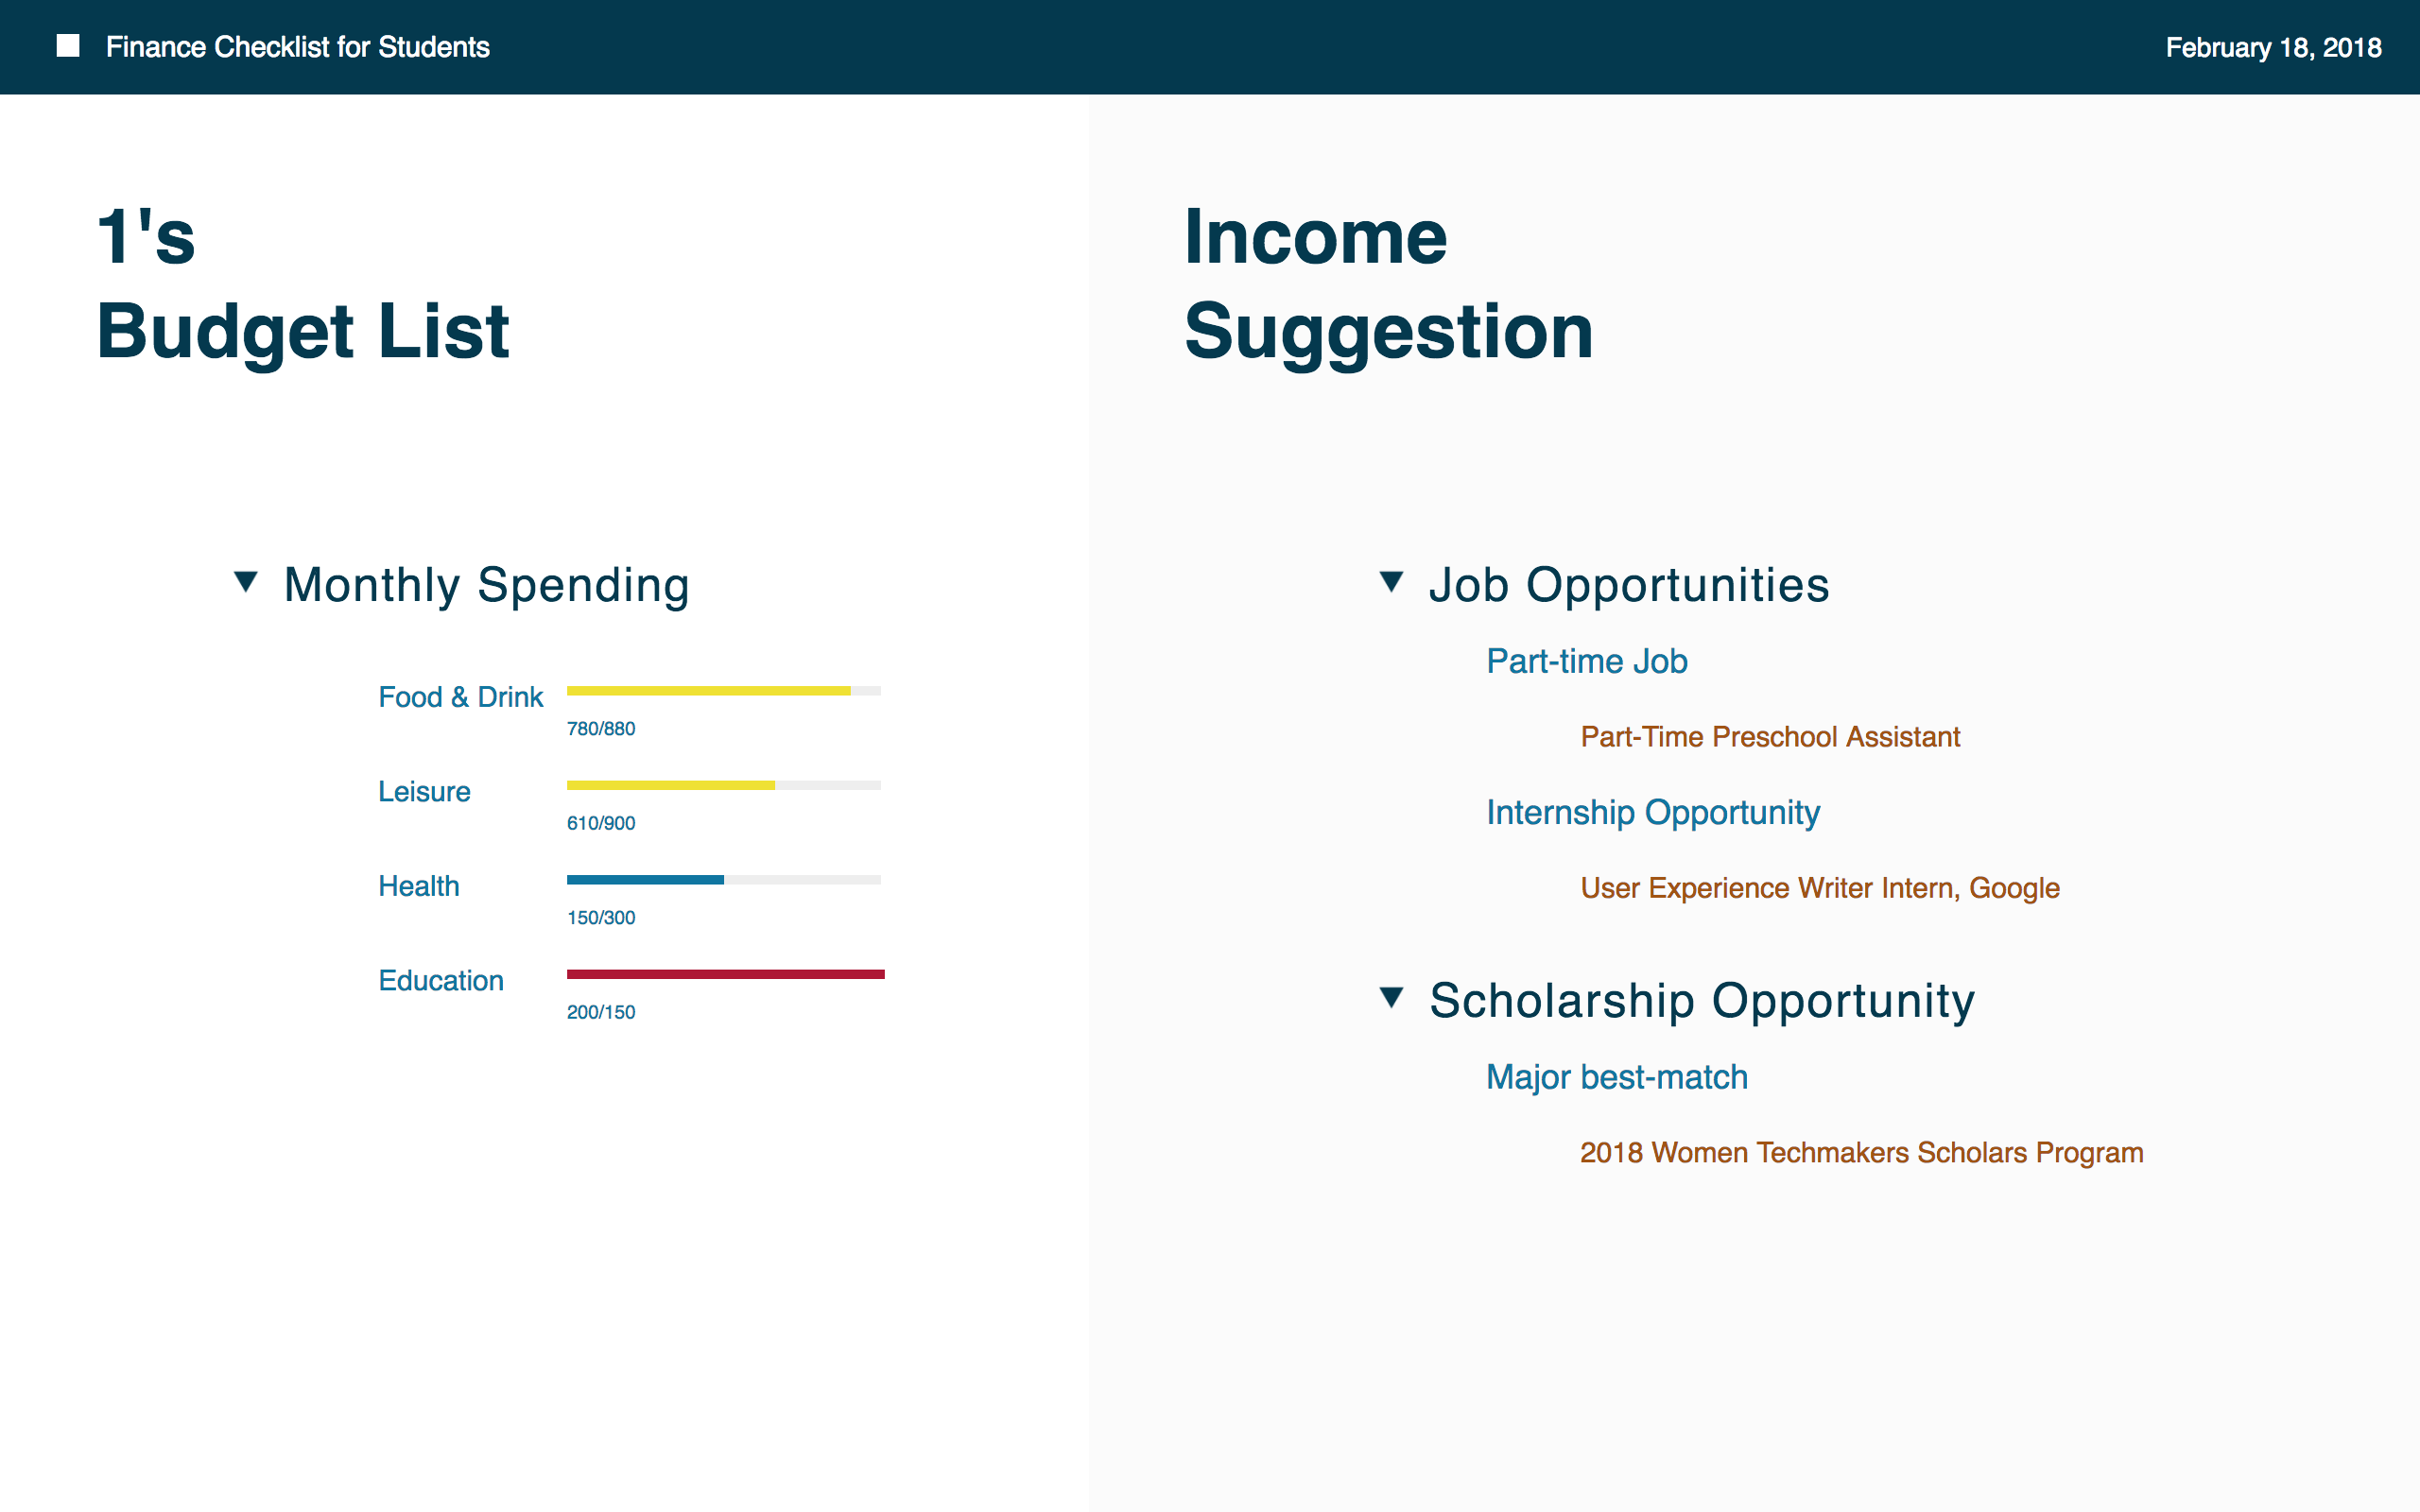 Finance Checklist for Students
February 18, 2018
1's
Budget List
Monthly Spending
Food & Drink
780/880
Leisure
610/900
Health
150/300
Education
200/150
Income
Suggestion
Job Opportunities
Part-time Job
Part-Time Preschool Assistant
Internship Opportunity
User Experience Writer Intern, Google
Scholarship Opportunity
Major best-match
2018 Women Techmakers Scholars Program